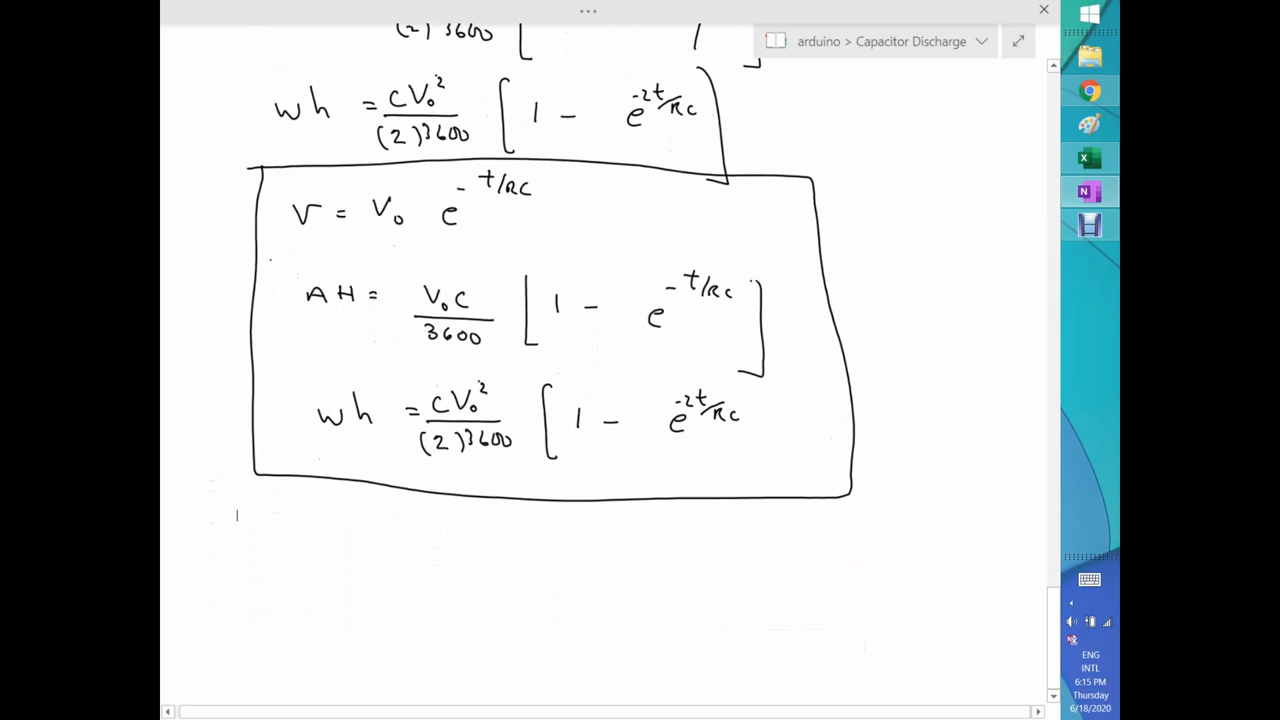 (2) 3600
arduino > Capacitor Discharge
wh = CV₀² / (2)3600 [ 1 - e^(-2t/RC) ]
V = V₀ e^(-t/RC)
AH = V₀C / 3600 [ 1 - e^(-t/RC) ]
wh = CV₀² / (2)3600 [ 1 - e^(-2t/RC)
ENG
INTL
6:15 PM
Thursday
6/18/2020